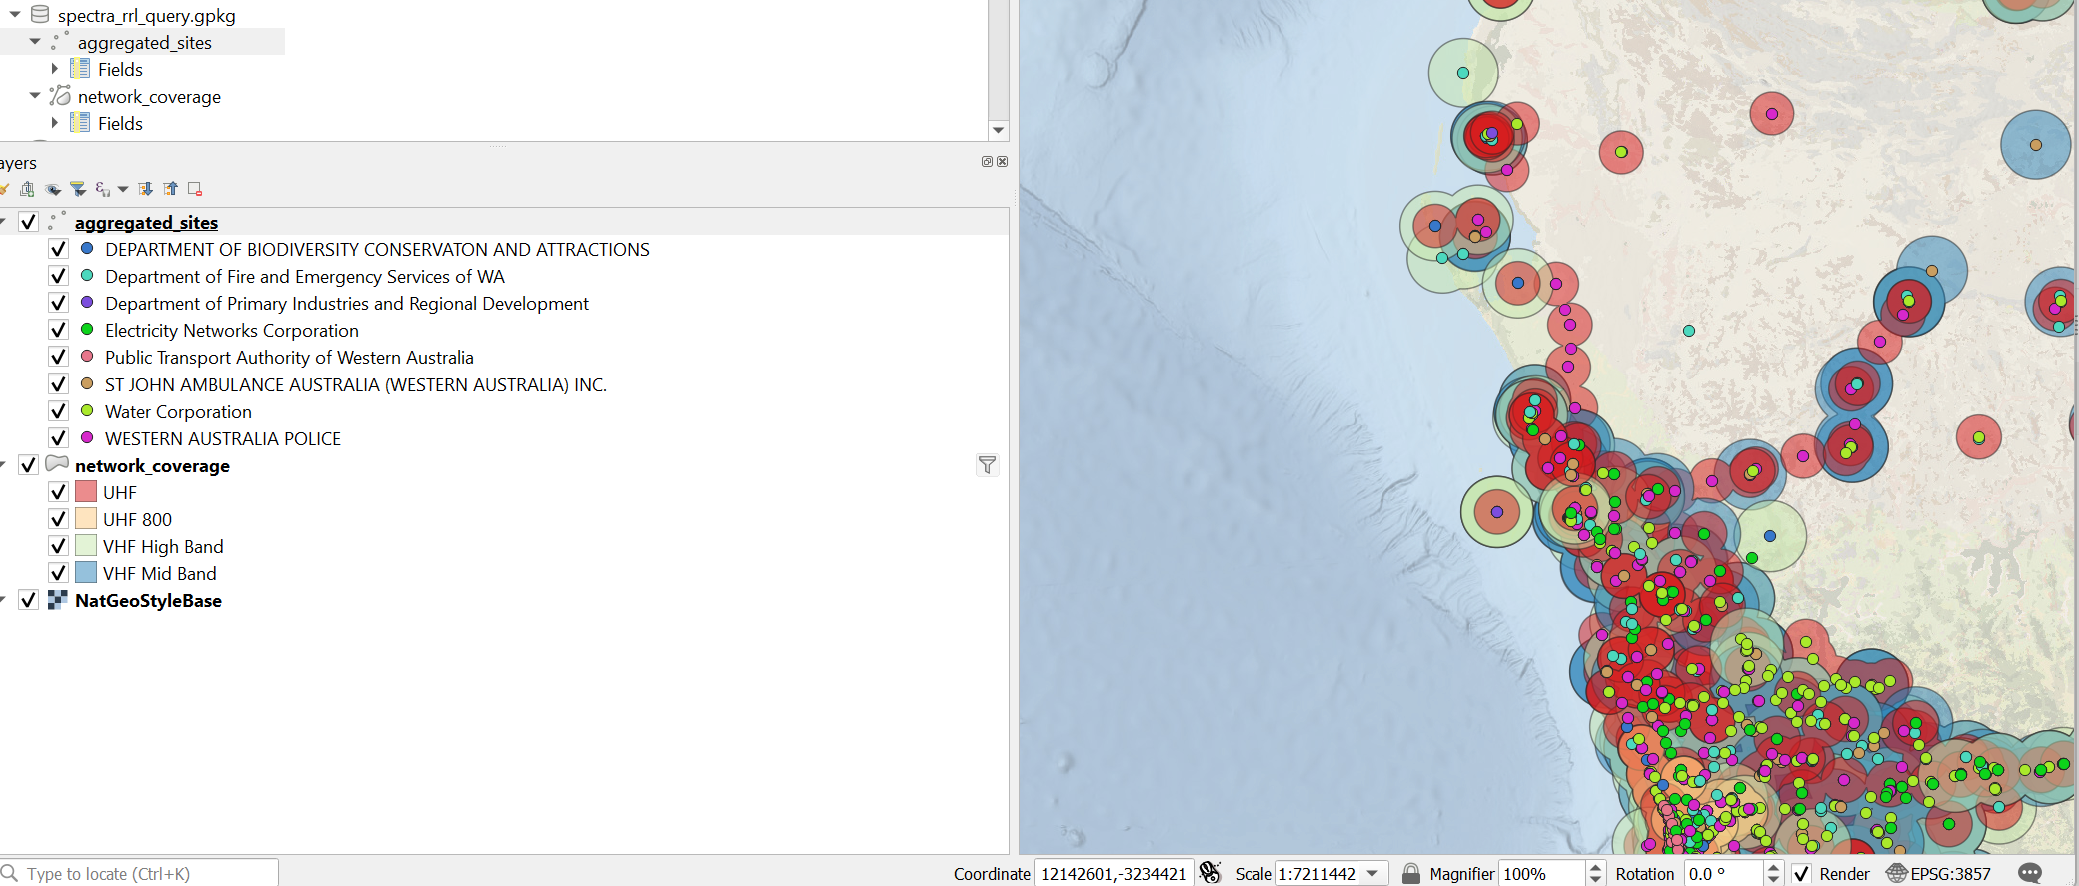 spectra_rrl_query.gpkg
aggregated_sites
Fields
network_coverage
Fields
ayers
aggregated_sites
DEPARTMENT OF BIODIVERSITY CONSERVATON AND ATTRACTIONS
Department of Fire and Emergency Services of WA
Department of Primary Industries and Regional Development
Electricity Networks Corporation
Public Transport Authority of Western Australia
ST JOHN AMBULANCE AUSTRALIA (WESTERN AUSTRALIA) INC.
Water Corporation
WESTERN AUSTRALIA POLICE
network_coverage
UHF
UHF 800
VHF High Band
VHF Mid Band
NatGeoStyleBase
Type to locate (Ctrl+K) Coordinate 12142601,-3234421 Scale 1:7211442 Magnifier 100% Rotation 0.0 ° Render EPSG:3857